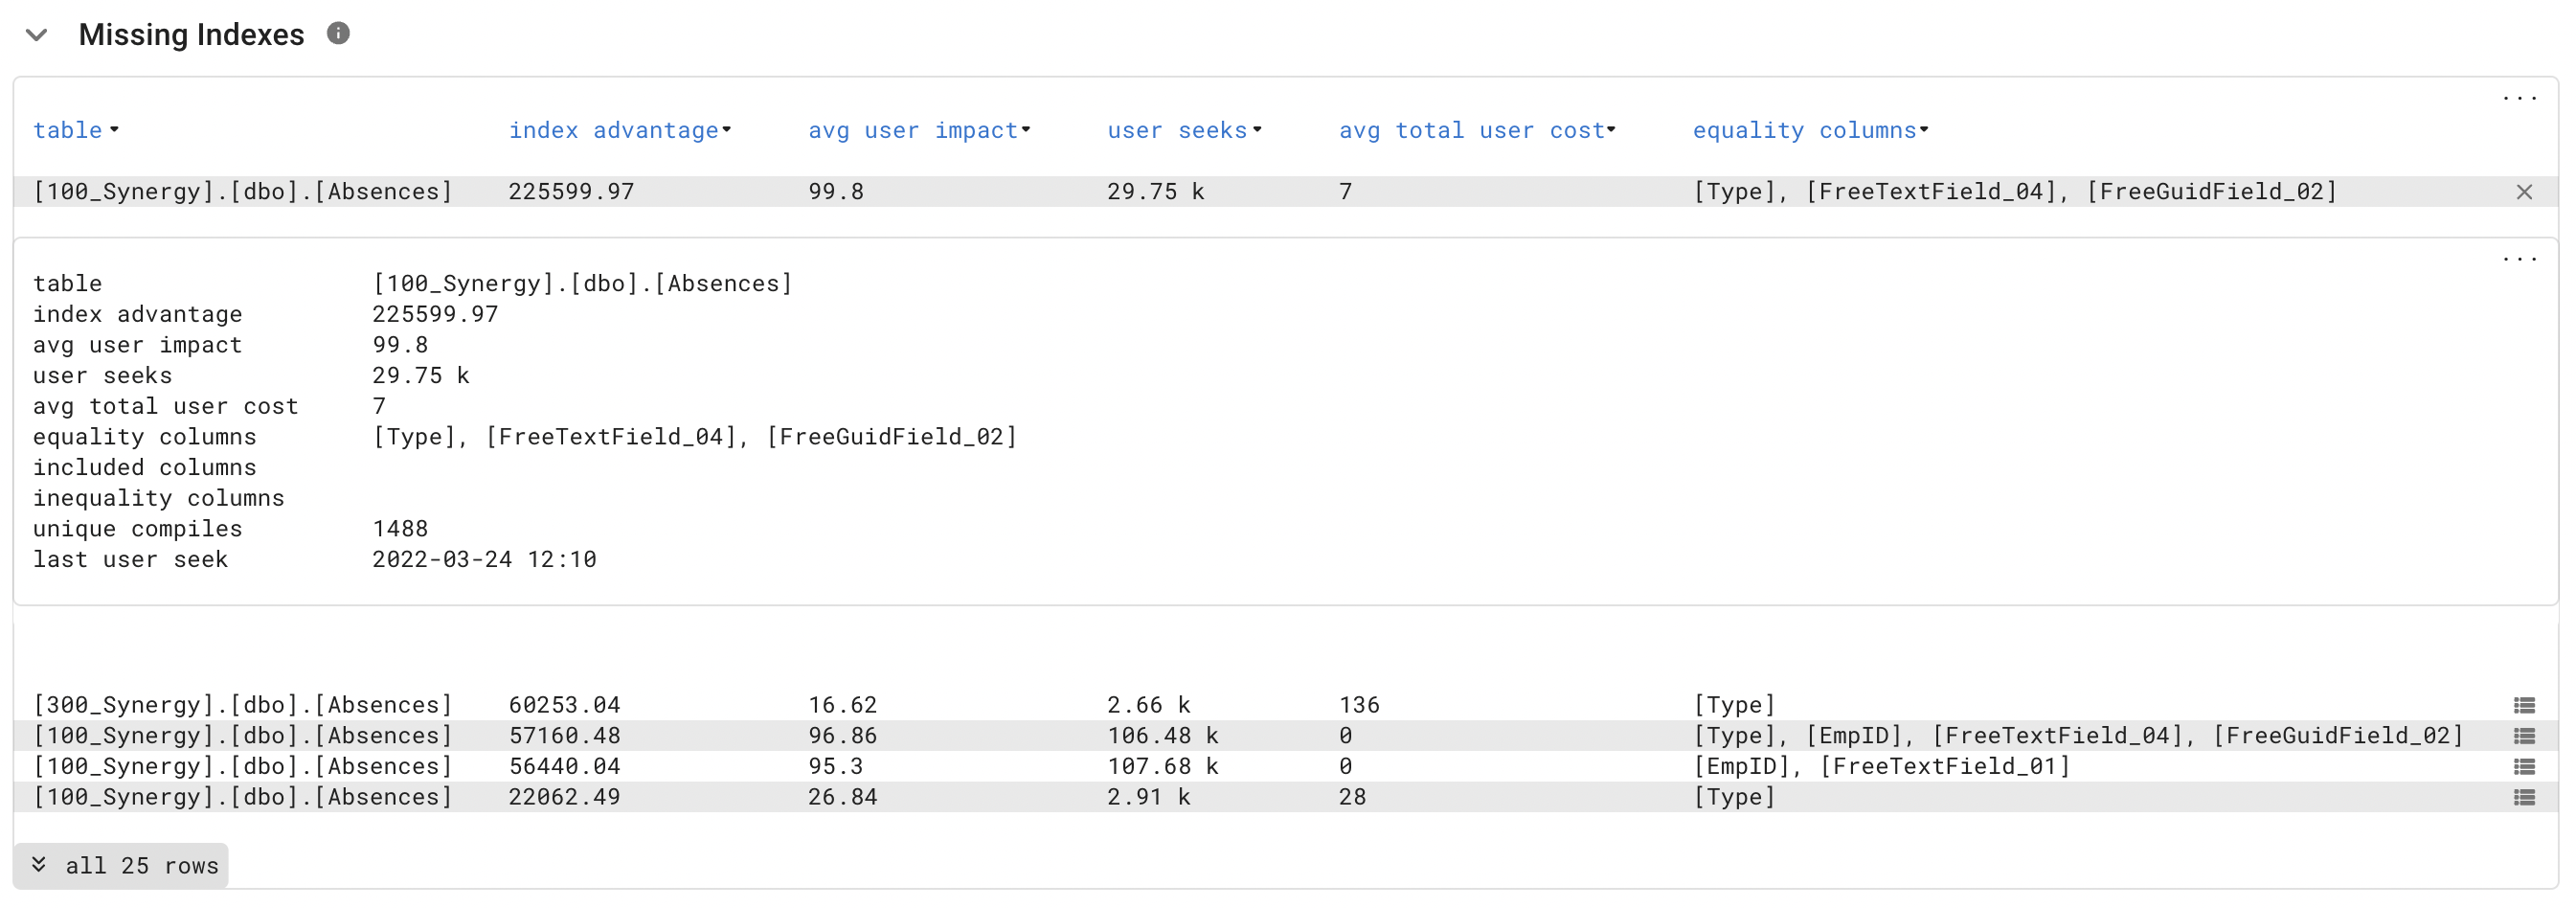 Missing Indexes
...
table index advantage avg user impact user seeks avg total user cost equality columns
[100_Synergy].[dbo].[Absences] 225599.97 99.8 29.75 k 7 [Type], [FreeTextField_04], [FreeGuidField_02]
...
table [100_Synergy].[dbo].[Absences]
index advantage 225599.97
avg user impact 99.8
user seeks 29.75 k
avg total user cost 7
equality columns [Type], [FreeTextField_04], [FreeGuidField_02]
included columns
inequality columns
unique compiles 1488
last user seek 2022-03-24 12:10
[300_Synergy].[dbo].[Absences] 60253.04 16.62 2.66 k 136 [Type]
[100_Synergy].[dbo].[Absences] 57160.48 96.86 106.48 k 0 [Type], [EmpID], [FreeTextField_04], [FreeGuidField_02]
[100_Synergy].[dbo].[Absences] 56440.04 95.3 107.68 k 0 [EmpID], [FreeTextField_01]
[100_Synergy].[dbo].[Absences] 22062.49 26.84 2.91 k 28 [Type]
all 25 rows